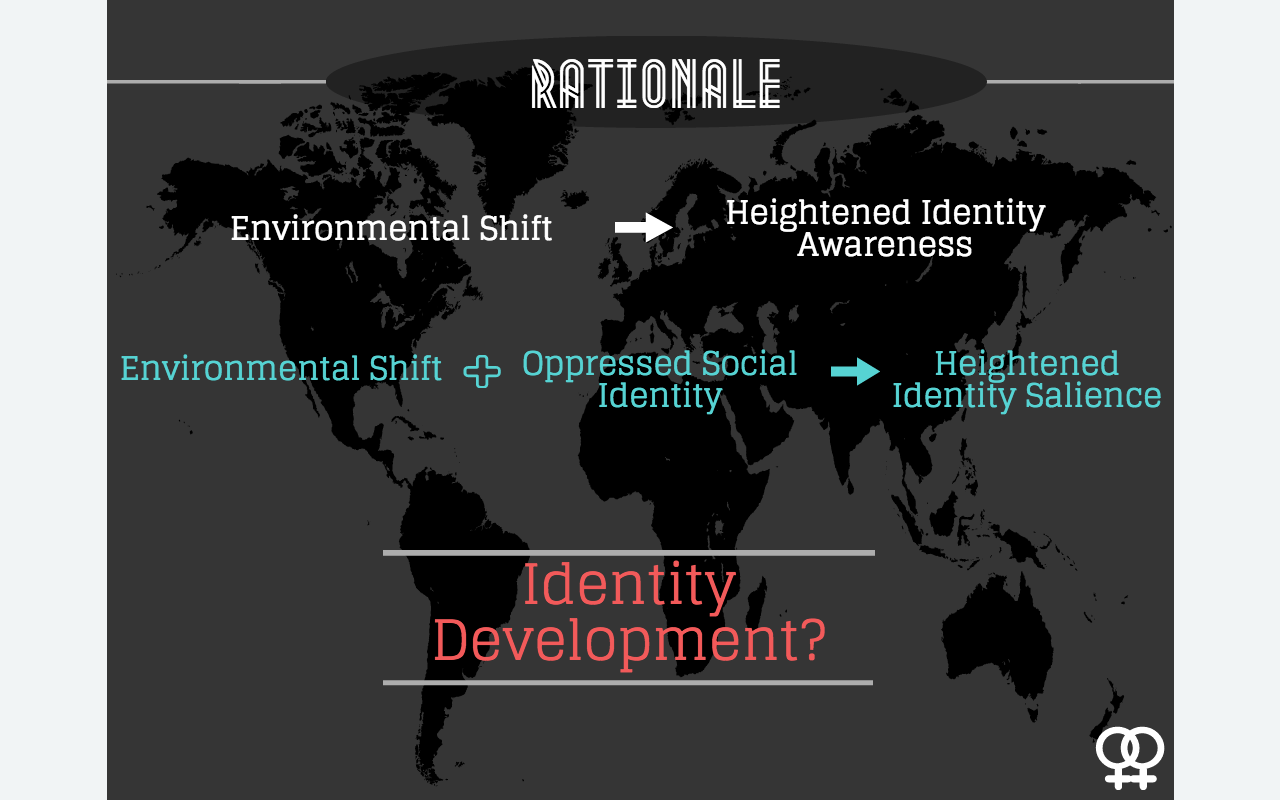 RATIONALE
Environmental Shift
Heightened Identity
Awareness
Environmental Shift
Oppressed Social
Identity
Heightened
Identity Salience
Identity
Development?